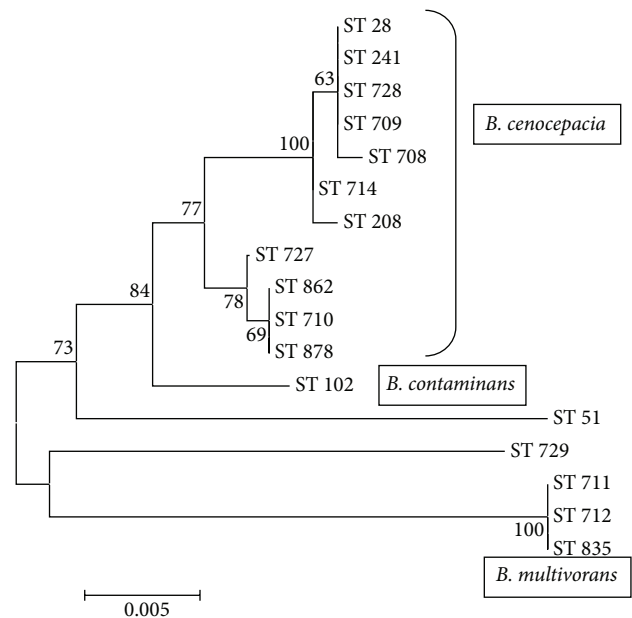 ST 28
ST 241
63
ST 728
B. cenocepacia
ST 709
100
ST 708
ST 714
77
ST 208
ST 727
84
78
ST 862
ST 710
69
ST 878
73
ST 102
B. contaminans
ST 51
ST 729
ST 711
ST 712
100
ST 835
B. multivorans
0.005